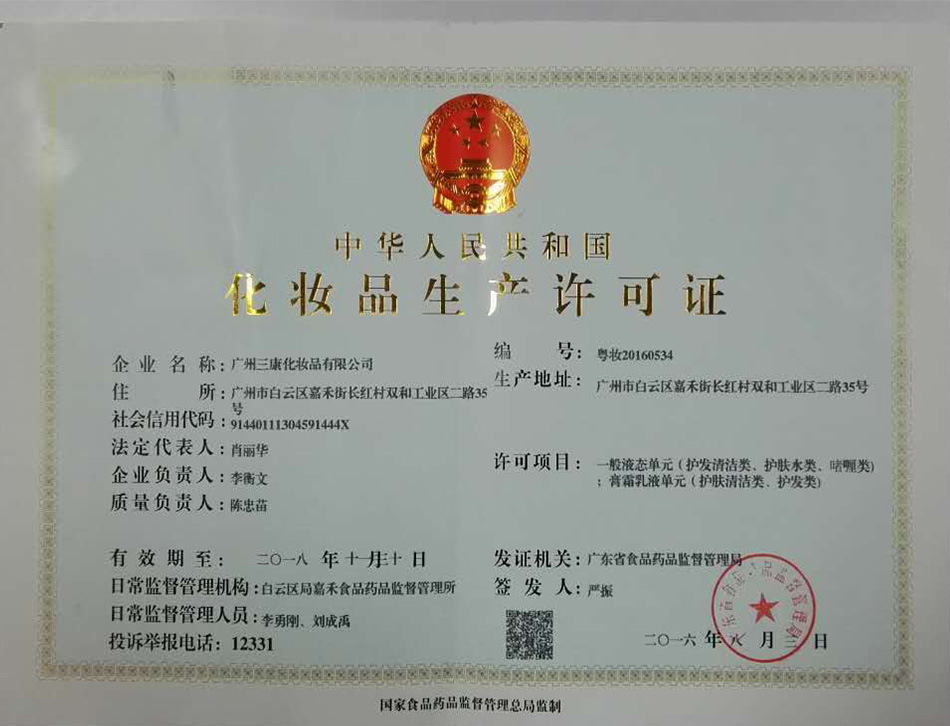 中华人民共和国
化妆品生产许可证
企业名称：广州三康化妆品有限公司
住所：广州市白云区嘉禾街长红村双和工业区二路35
号
社会信用代码：91440111304591444X
法定代表人：肖丽华
企业负责人：李衡文
质量负责人：陈忠苗
编号：粤妆20160534
生产地址：广州市白云区嘉禾街长红村双和工业区二路35号
许可项目：一般液态单元（护发清洁类、护肤水类、啫喱类）
；膏霜乳液单元（护肤清洁类、护发类）
有效期至：二〇一八年十一月三十日
日常监督管理机构：白云区局嘉禾食品药品监督管理所
日常监督管理人员：李勇刚、刘成禹
投诉举报电话：12331
发证机关：广东省食品药品监督管理局
签发人：严振
二〇一六年八月三日
国家食品药品监督管理总局监制